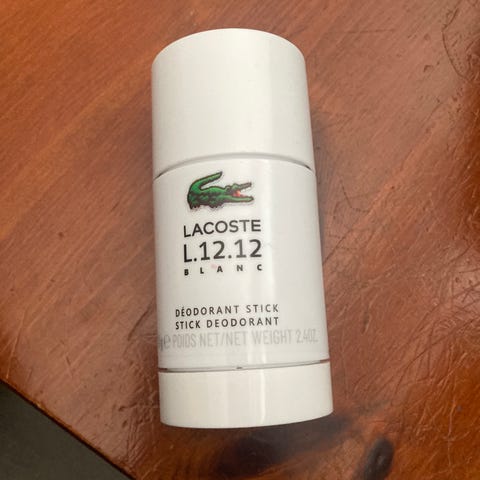 LACOSTE
L.12.12
BLANC
DÉODORANT STICK
STICK DEODORANT
e POIDS NET/NET WEIGHT 2.4OZ.